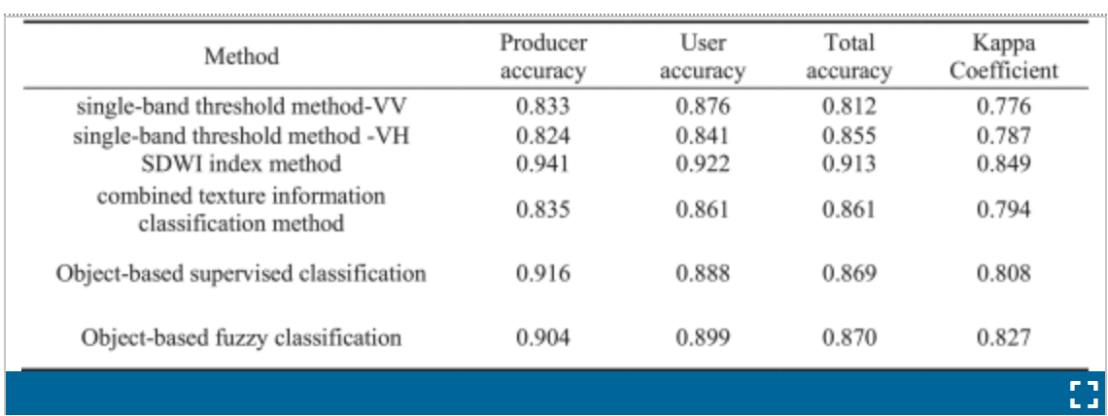 Method Producer accuracy User accuracy Total accuracy Kappa Coefficient
single-band threshold method-VV 0.833 0.876 0.812 0.776
single-band threshold method -VH 0.824 0.841 0.855 0.787
SDWI index method 0.941 0.922 0.913 0.849
combined texture information
classification method 0.835 0.861 0.861 0.794
Object-based supervised classification 0.916 0.888 0.869 0.808
Object-based fuzzy classification 0.904 0.899 0.870 0.827